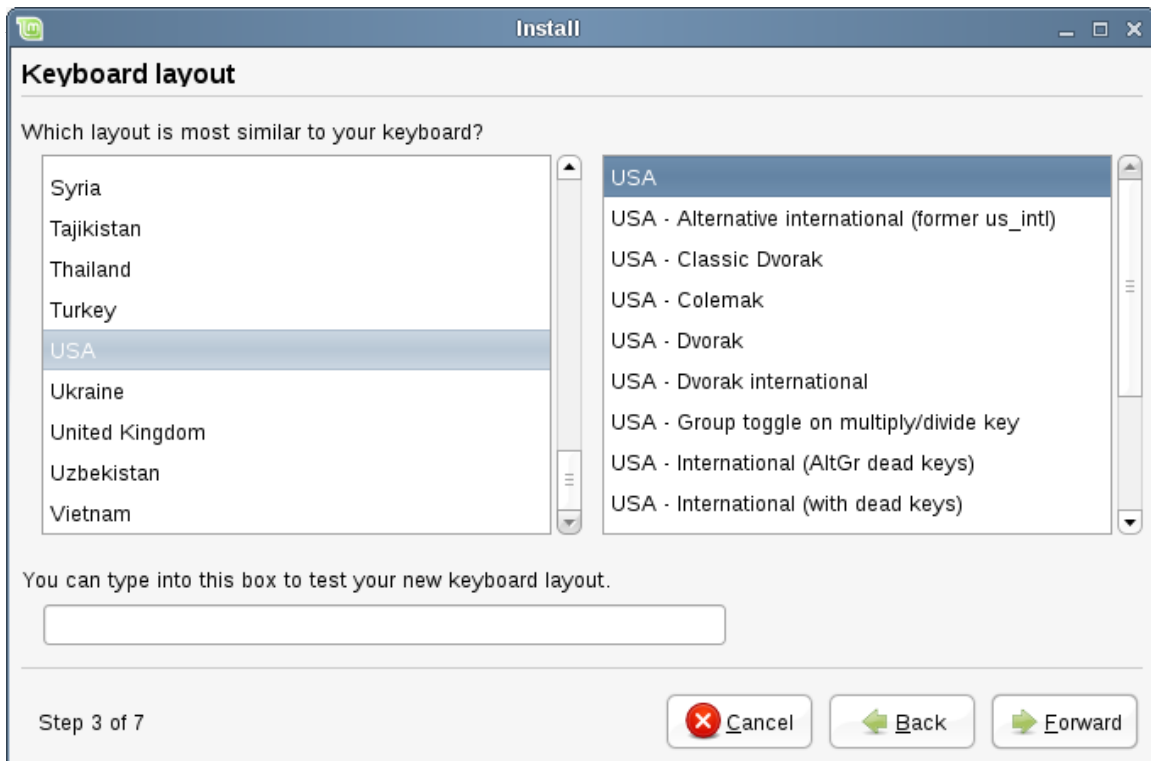 Install
Keyboard layout
Which layout is most similar to your keyboard?
Syria
Tajikistan
Thailand
Turkey
USA
Ukraine
United Kingdom
Uzbekistan
Vietnam
USA
USA - Alternative international (former us_intl)
USA - Classic Dvorak
USA - Colemak
USA - Dvorak
USA - Dvorak international
USA - Group toggle on multiply/divide key
USA - International (AltGr dead keys)
USA - International (with dead keys)
You can type into this box to test your new keyboard layout.
Step 3 of 7
Cancel
Back
Forward